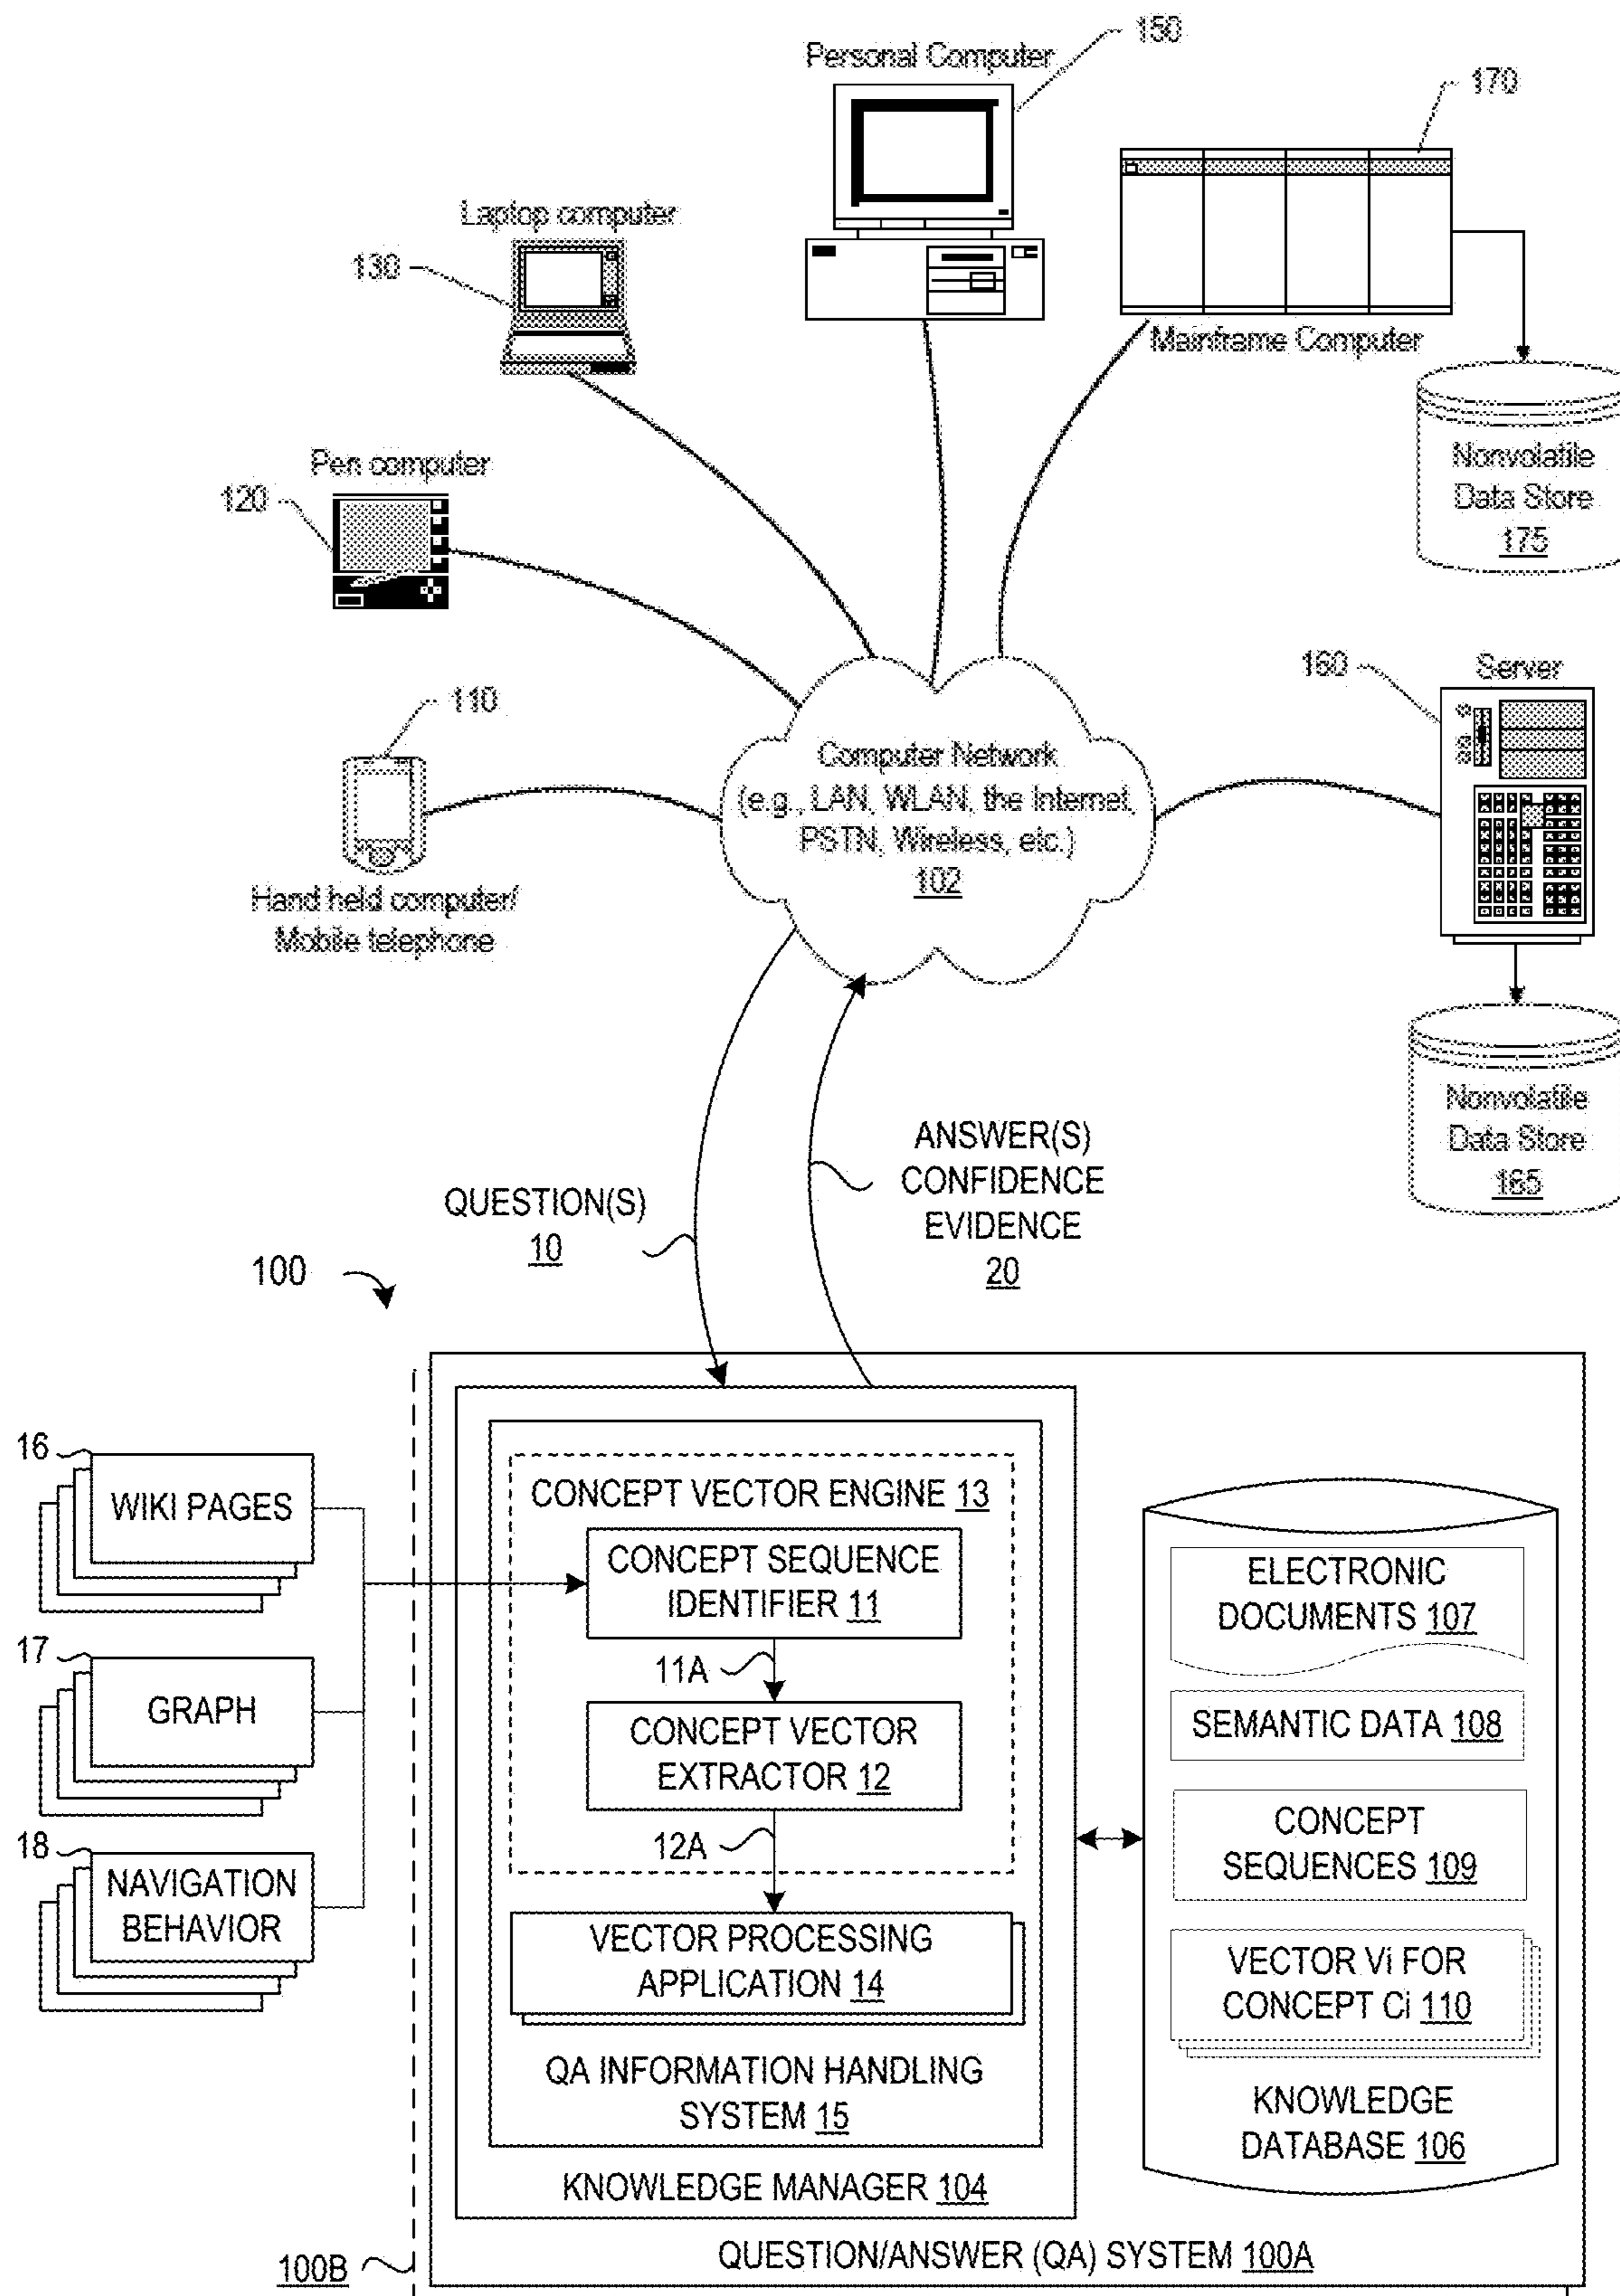 150
Personal Computer
170
Laptop computer
130
Mainframe Computer
Nonvolatile
Data Store
175
Pen computer
120
160
Server
110
Computer Network
(e.g., LAN, WLAN, the Internet,
PSTN, Wireless, etc.)
102
Hand held computer/
Mobile telephone
Nonvolatile
Data Store
165
ANSWER(S)
CONFIDENCE
EVIDENCE
20
QUESTION(S)
10
100
16
WIKI PAGES
17
GRAPH
18
NAVIGATION
BEHAVIOR
CONCEPT VECTOR ENGINE 13
CONCEPT SEQUENCE
IDENTIFIER 11
11A
CONCEPT VECTOR
EXTRACTOR 12
12A
VECTOR PROCESSING
APPLICATION 14
QA INFORMATION HANDLING
SYSTEM 15
KNOWLEDGE MANAGER 104
ELECTRONIC
DOCUMENTS 107
SEMANTIC DATA 108
CONCEPT
SEQUENCES 109
VECTOR Vi FOR
CONCEPT Ci 110
KNOWLEDGE
DATABASE 106
QUESTION/ANSWER (QA) SYSTEM 100A
100B